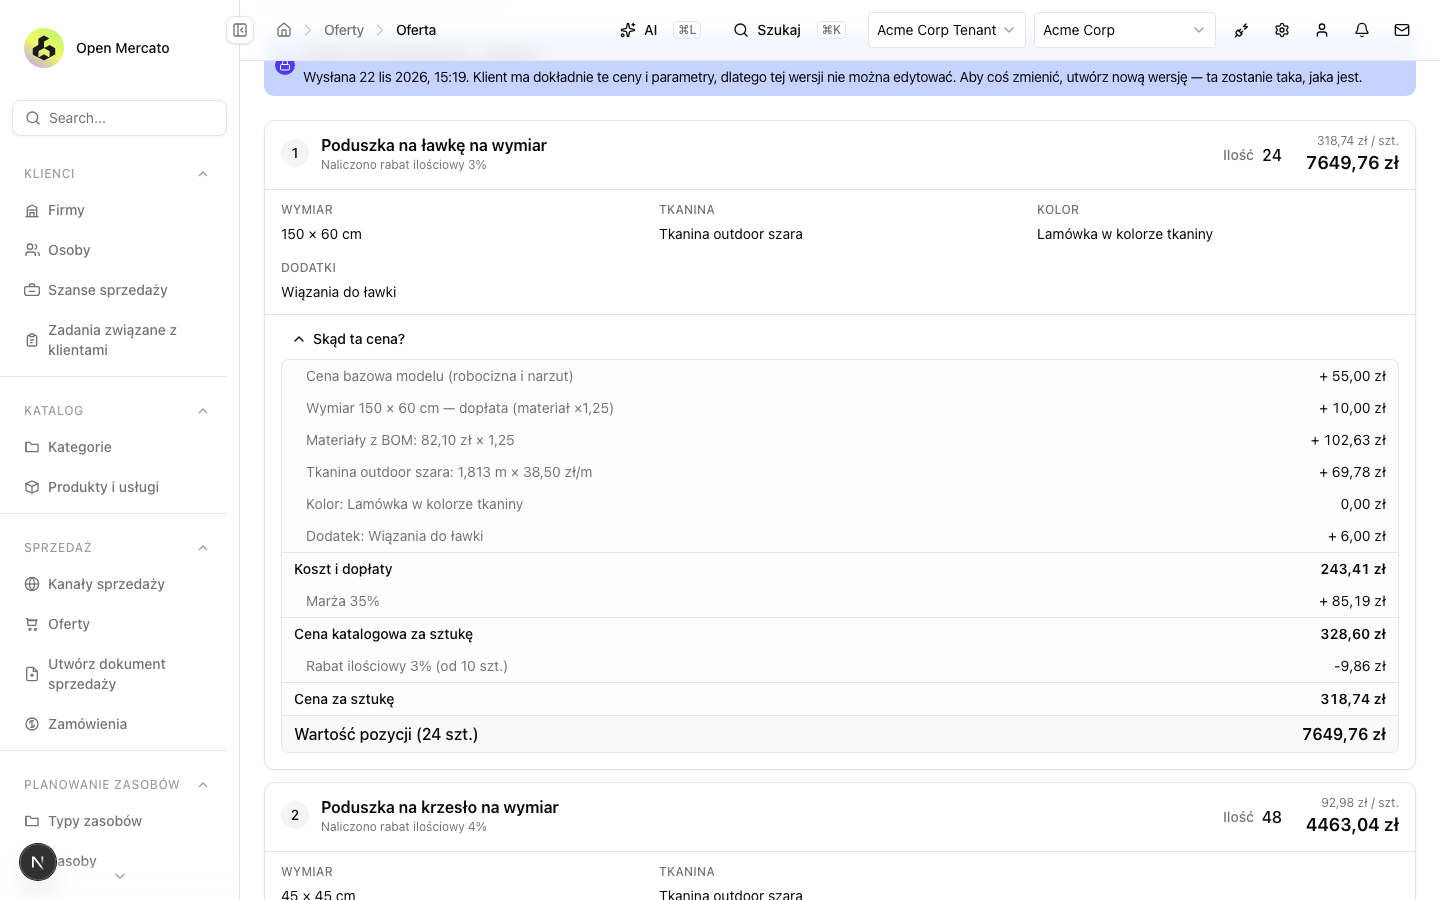 Open Mercato
Search...
KLIENCI
Firmy
Osoby
Szanse sprzedaży
Zadania związane z
klientami
KATALOG
Kategorie
Produkty i usługi
SPRZEDAŻ
Kanały sprzedaży
Oferty
Utwórz dokument
sprzedaży
Zamówienia
PLANOWANIE ZASOBÓW
Typy zasobów
asoby
N
Oferty
Oferta
AI ⌘L
Szukaj ⌘K
Acme Corp Tenant
Acme Corp
Wysłana 22 lis 2026, 15:19. Klient ma dokładnie te ceny i parametry, dlatego tej wersji nie można edytować. Aby coś zmienić, utwórz nową wersję — ta zostanie taka, jaka jest.
1 Poduszka na ławkę na wymiar
Naliczono rabat ilościowy 3%
Ilość 24
318,74 zł / szt.
7649,76 zł
WYMIAR TKANINA KOLOR
150 × 60 cm Tkanina outdoor szara Lamówka w kolorze tkaniny
DODATKI
Wiązania do ławki
Skąd ta cena?
Cena bazowa modelu (robocizna i narzut) + 55,00 zł
Wymiar 150 × 60 cm — dopłata (materiał ×1,25) + 10,00 zł
Materiały z BOM: 82,10 zł × 1,25 + 102,63 zł
Tkanina outdoor szara: 1,813 m × 38,50 zł/m + 69,78 zł
Kolor: Lamówka w kolorze tkaniny 0,00 zł
Dodatek: Wiązania do ławki + 6,00 zł
Koszt i dopłaty 243,41 zł
Marża 35% + 85,19 zł
Cena katalogowa za sztukę 328,60 zł
Rabat ilościowy 3% (od 10 szt.) -9,86 zł
Cena za sztukę 318,74 zł
Wartość pozycji (24 szt.) 7649,76 zł
2 Poduszka na krzesło na wymiar
Naliczono rabat ilościowy 4%
Ilość 48
92,98 zł / szt.
4463,04 zł
WYMIAR TKANINA
45 × 45 cm Tkanina outdoor szara